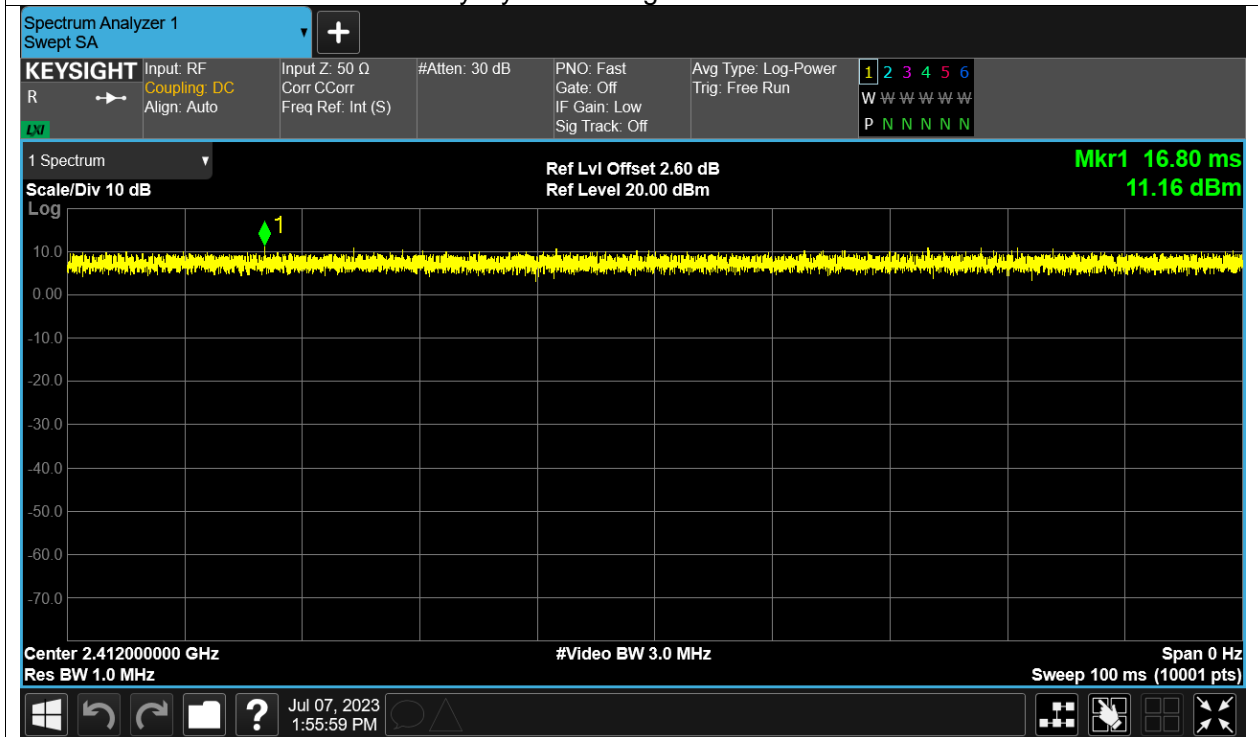 Spectrum Analyzer 1
Swept SA
+
KEYSIGHT
R
LXI
Input: RF
Coupling: DC
Align: Auto
Input Z: 50 Ω
Corr CCorr
Freq Ref: Int (S)
#Atten: 30 dB
PNO: Fast
Gate: Off
IF Gain: Low
Sig Track: Off
Avg Type: Log-Power
Trig: Free Run
1 2 3 4 5 6
W W W W W W
P N N N N N
1 Spectrum
Scale/Div 10 dB
Log
Ref Lvl Offset 2.60 dB
Ref Level 20.00 dBm
Mkr1 16.80 ms
11.16 dBm
1
10.0
0.00
-10.0
-20.0
-30.0
-40.0
-50.0
-60.0
-70.0
Center 2.412000000 GHz
Res BW 1.0 MHz
#Video BW 3.0 MHz
Span 0 Hz
Sweep 100 ms (10001 pts)
?
Jul 07, 2023
1:55:59 PM